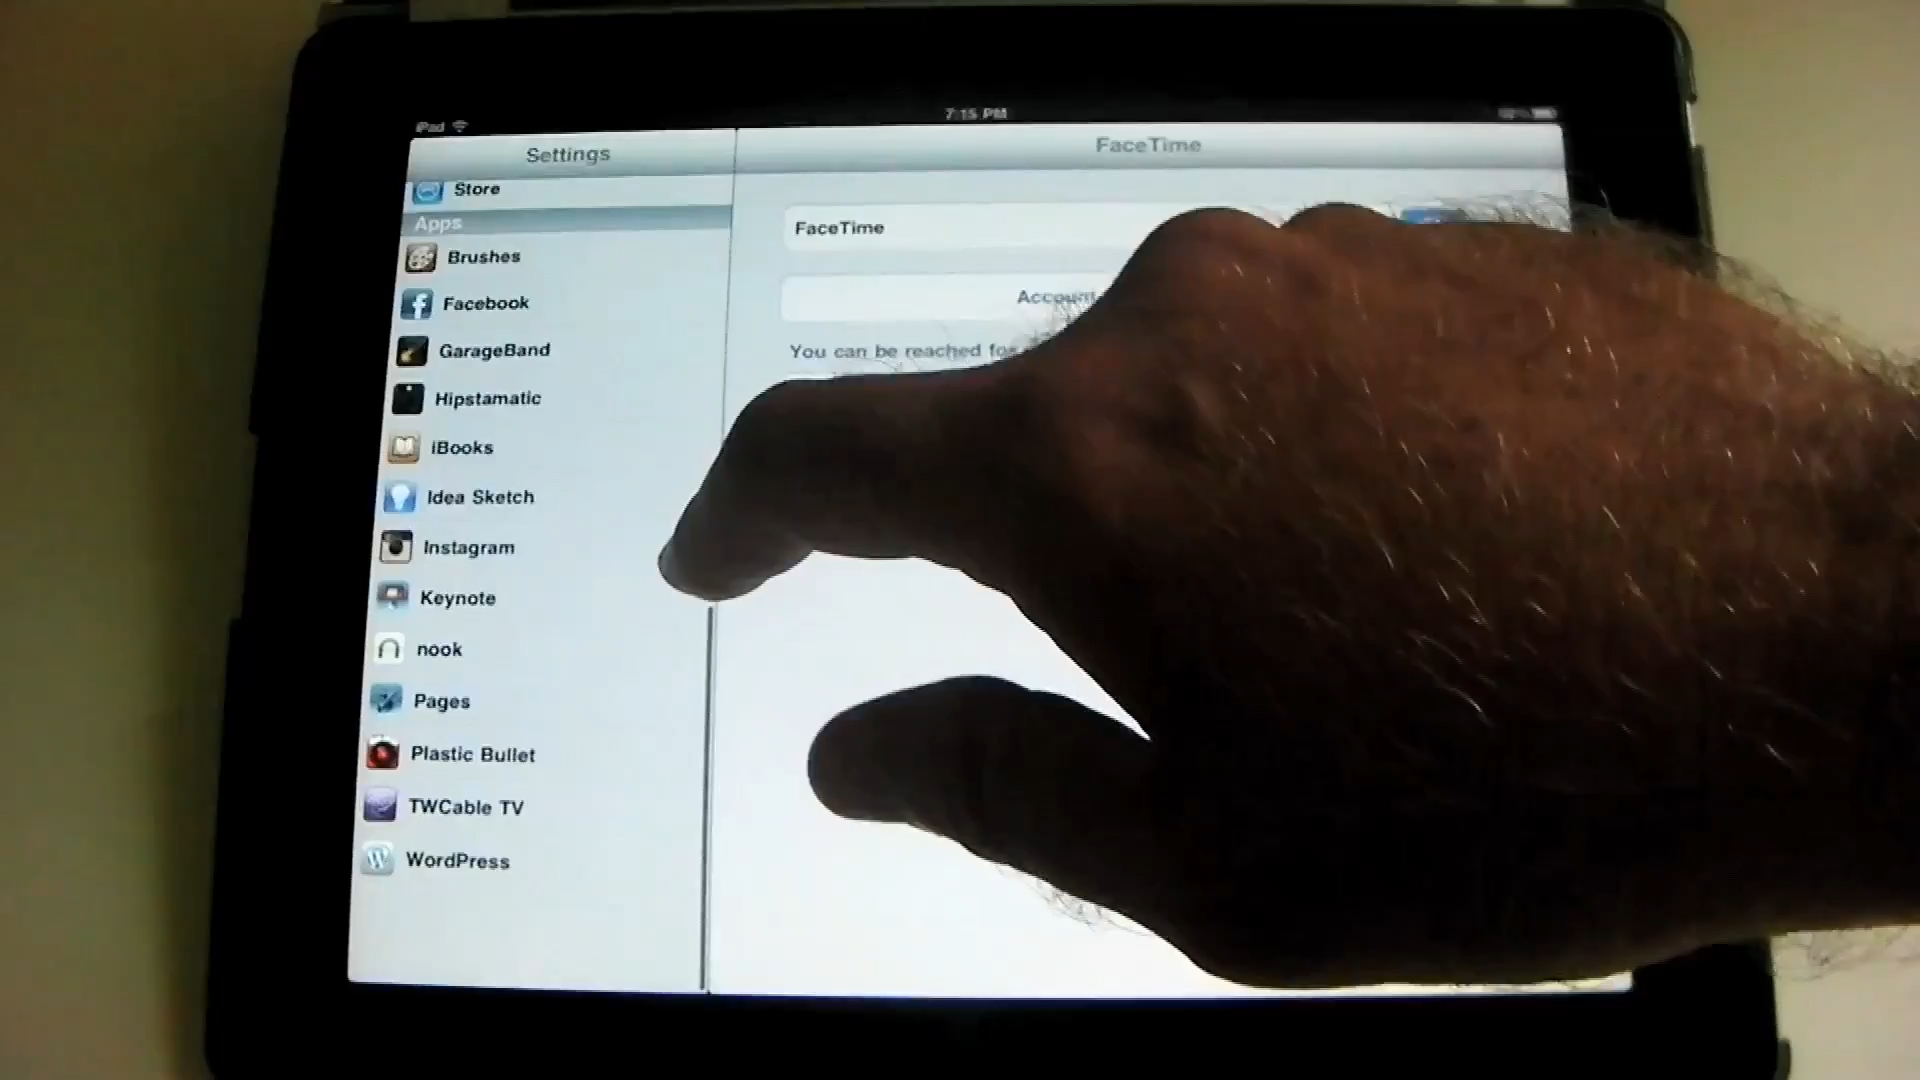 iPad
7:15 PM
Settings
FaceTime
Store
Apps
Brushes
Facebook
GarageBand
Hipstamatic
iBooks
Idea Sketch
Instagram
Keynote
nook
Pages
Plastic Bullet
TWCable TV
WordPress
FaceTime
Account
You can be reached for